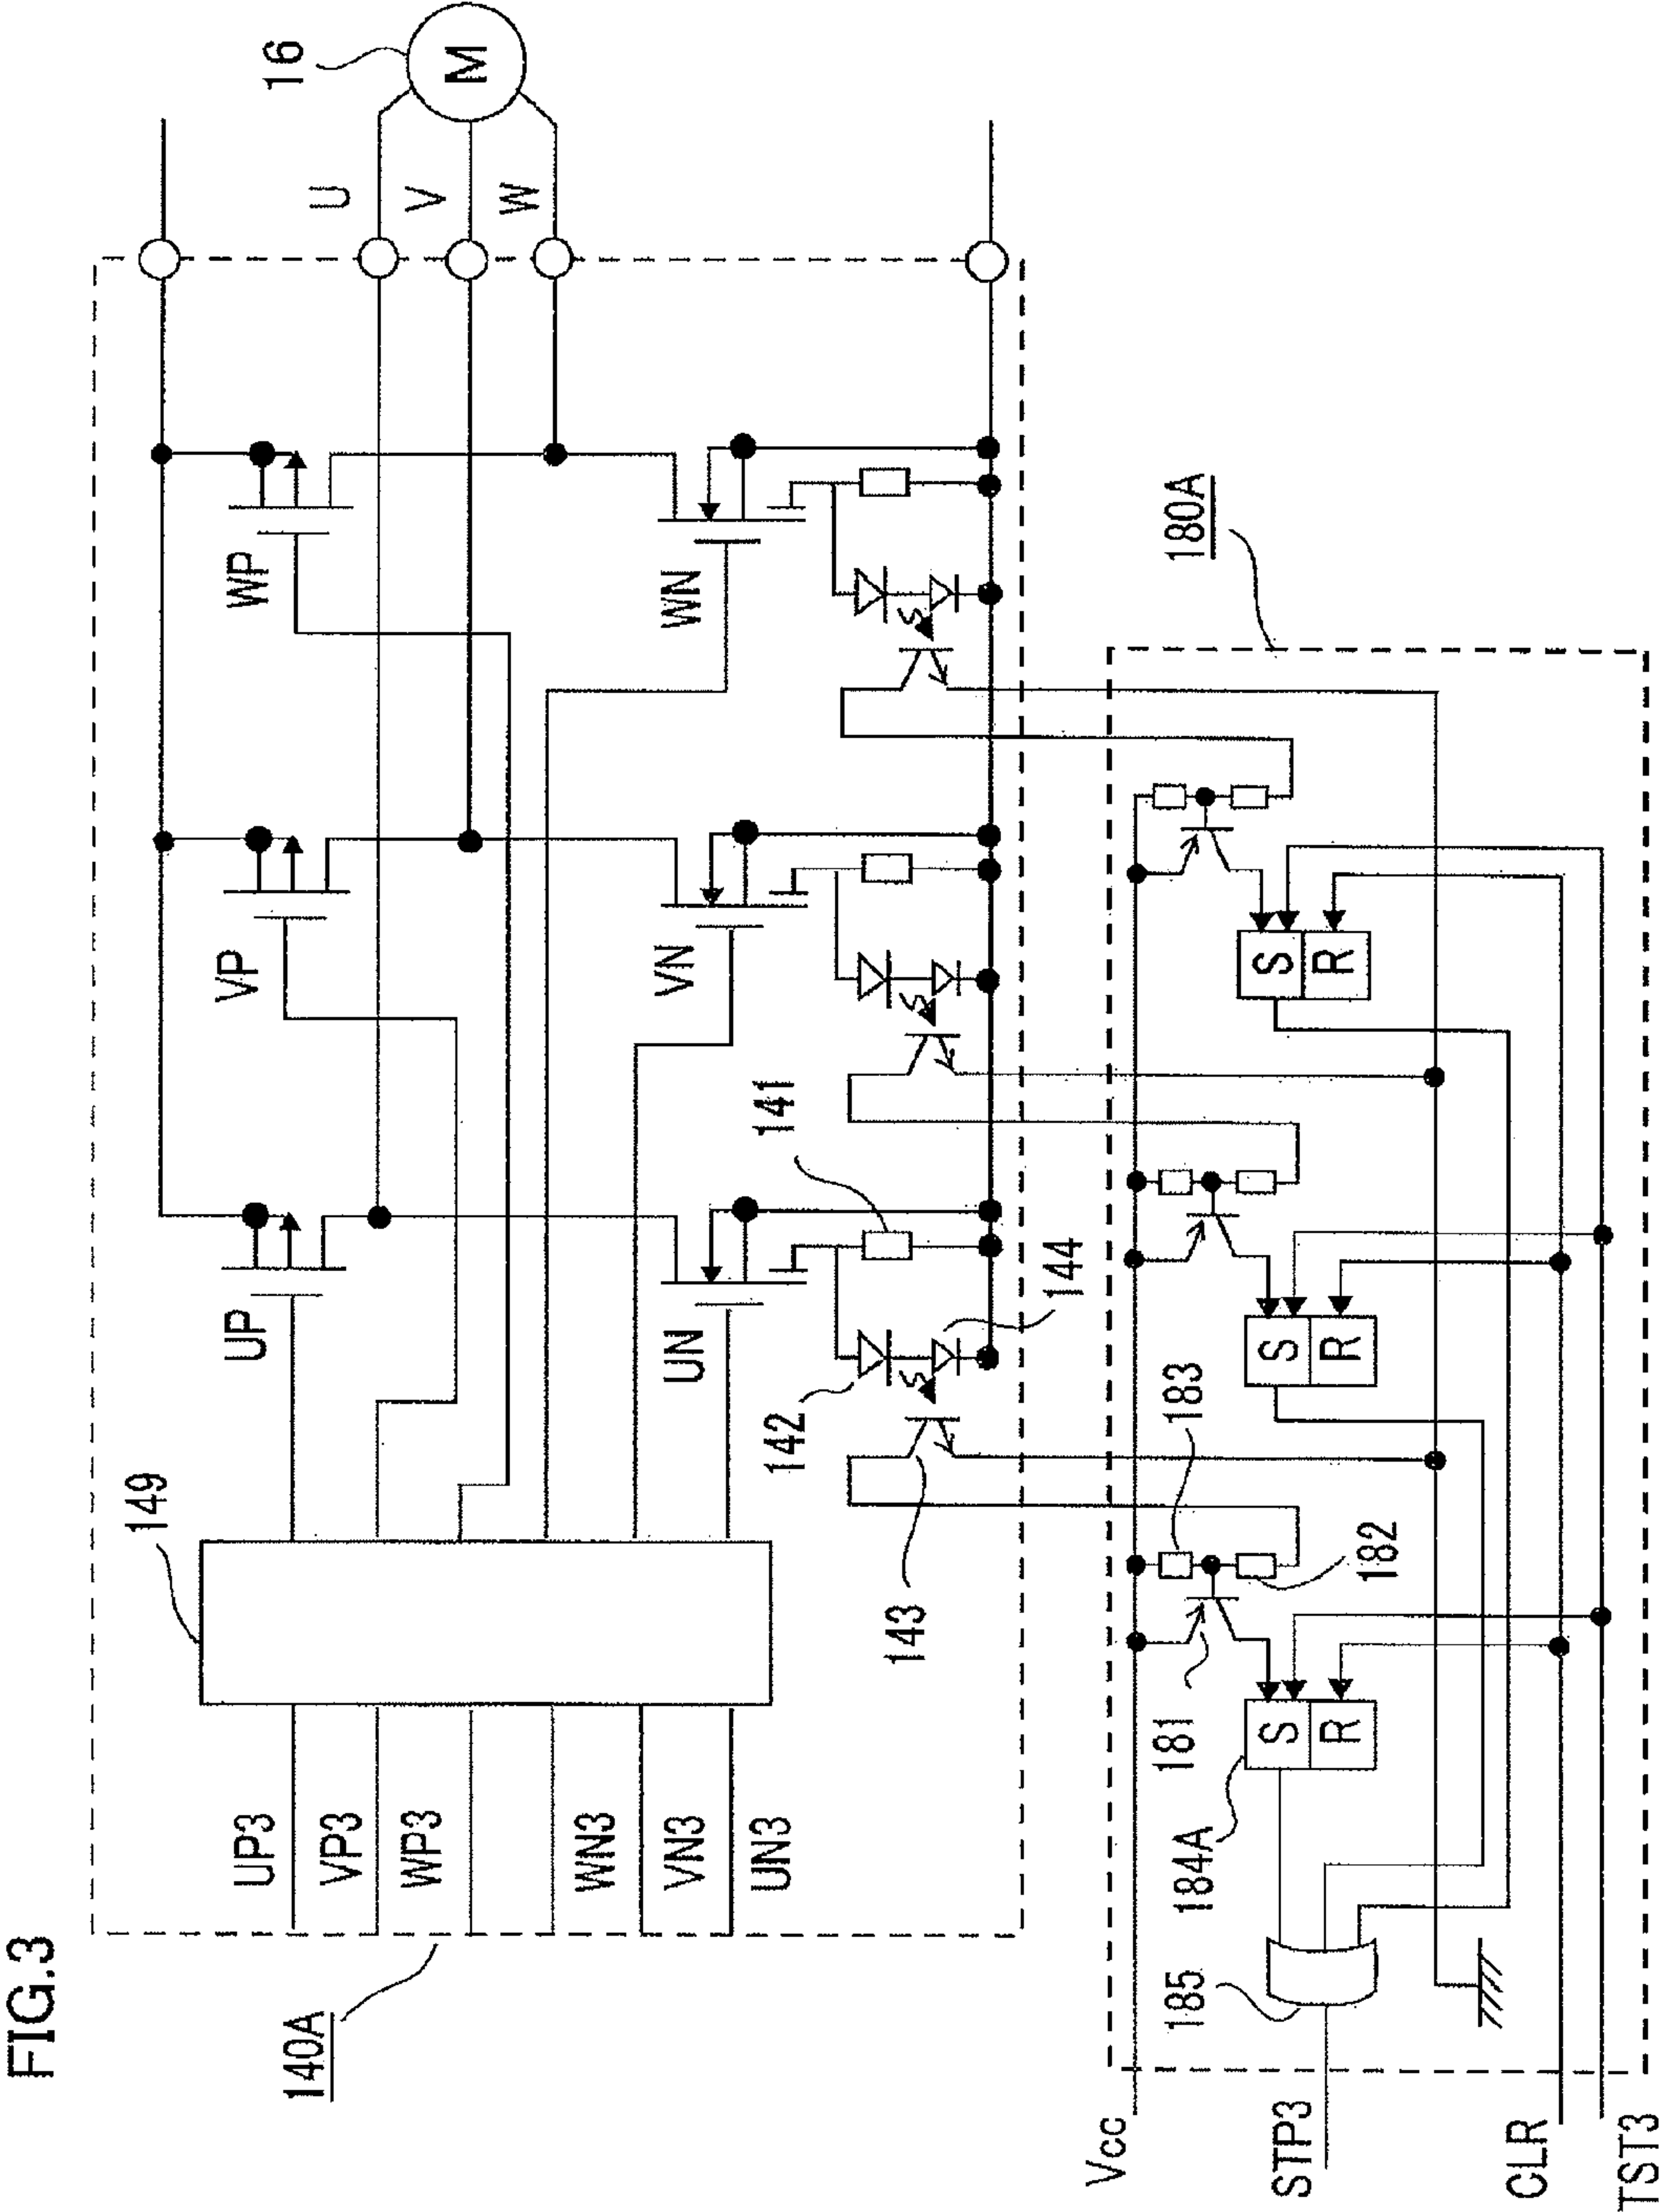 FIG.3
140A
149
16
M
U
V
W
UP3
VP3
WP3
WN3
VN3
UN3
UP
VP
WP
UN
VN
WN
141
142
143
144
180A
181
182
183
184A
185
S
R
S
R
S
R
Vcc
STP3
CLR
TST3